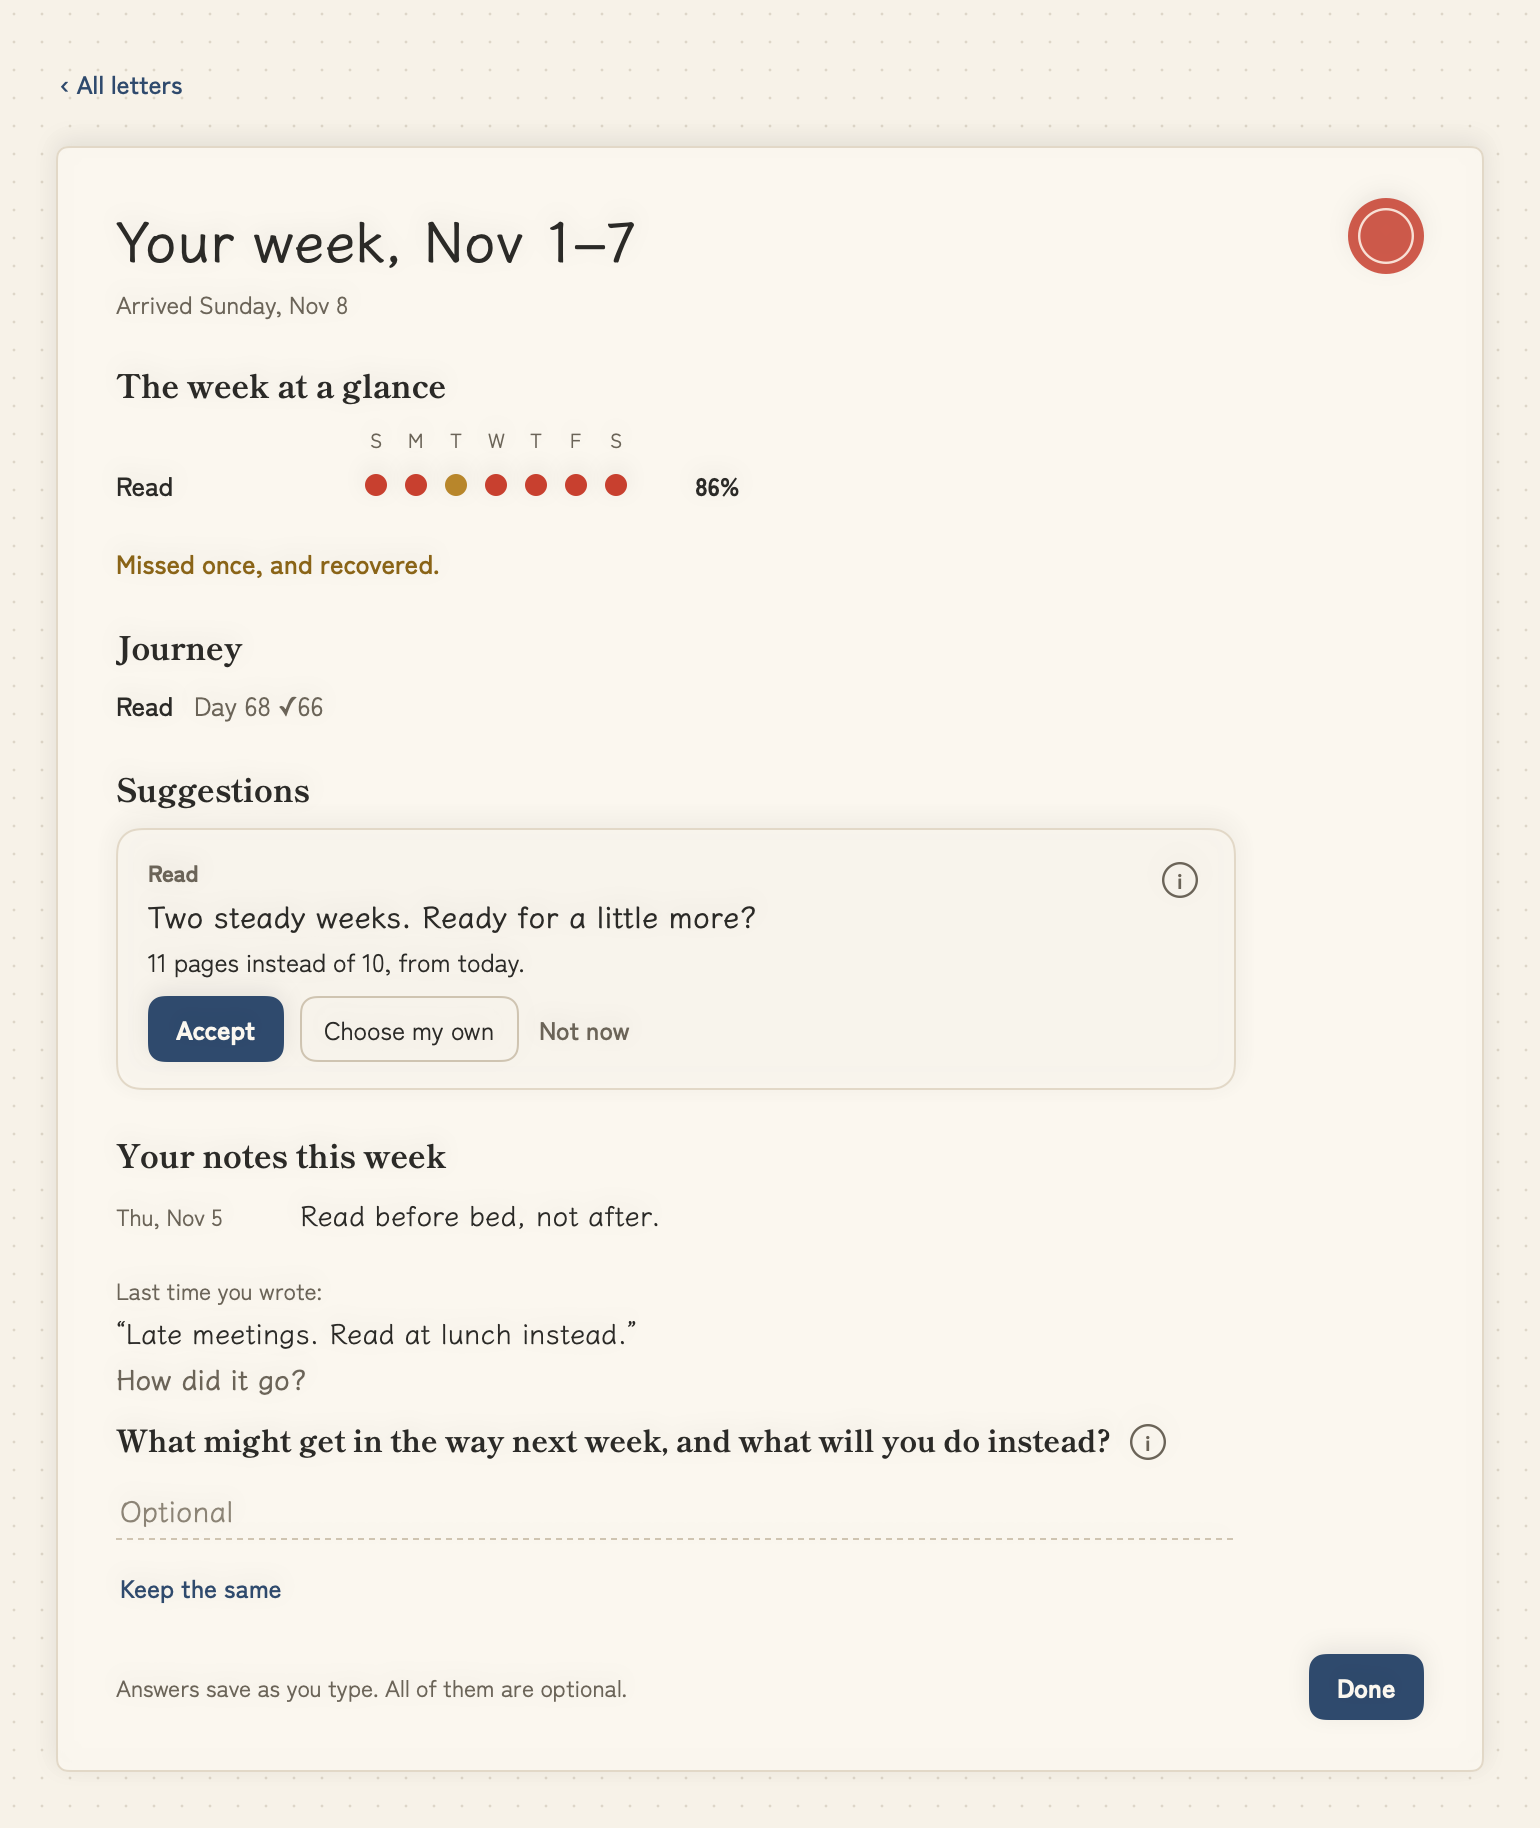 ‹ All letters
Your week, Nov 1–7
Arrived Sunday, Nov 8
The week at a glance
S M T W T F S
Read 86%
Missed once, and recovered.
Journey
Read Day 68 ✓66
Suggestions
Read i
Two steady weeks. Ready for a little more?
11 pages instead of 10, from today.
Accept Choose my own Not now
Your notes this week
Thu, Nov 5 Read before bed, not after.
Last time you wrote:
“Late meetings. Read at lunch instead.”
How did it go?
What might get in the way next week, and what will you do instead? i
Optional
Keep the same
Answers save as you type. All of them are optional. Done